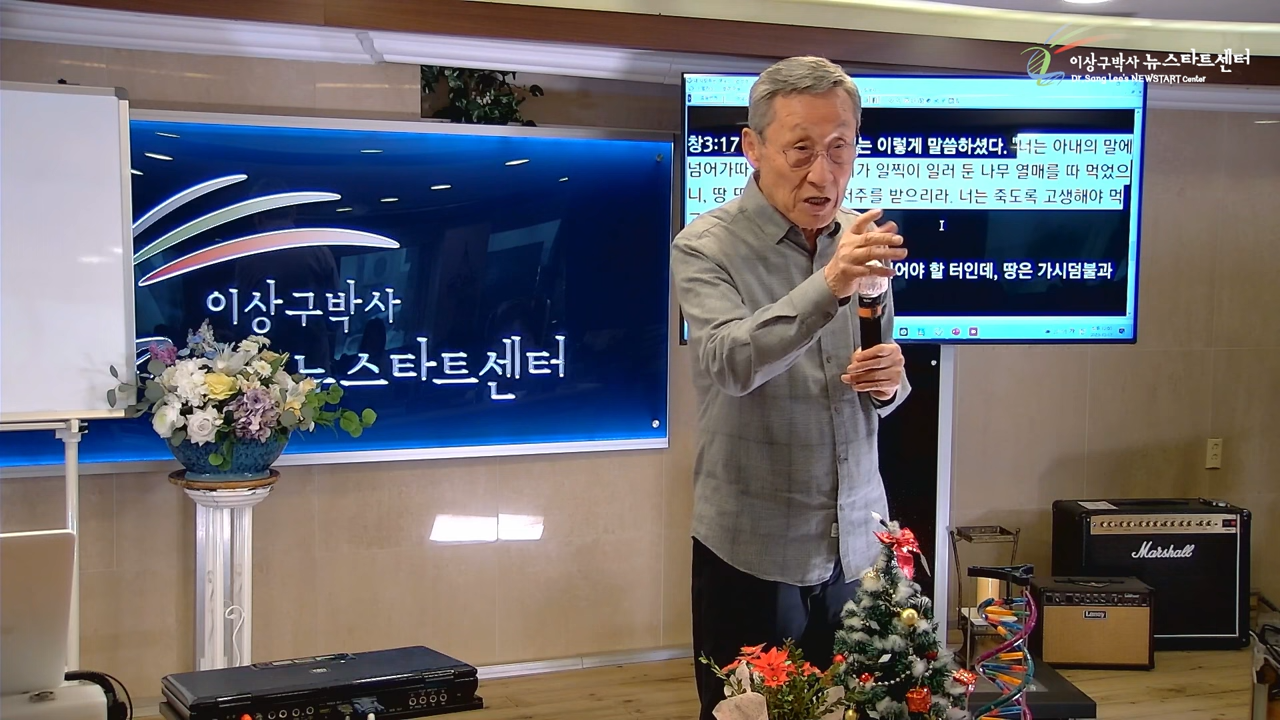 이상구박사 뉴스타트센터
Dr. Sang Lee's NEWSTART Center
창3:17 는 이렇게 말씀하셨다. "너는 아내의 말에
넘어가 따 가 일찍이 일러 둔 나무 열매를 따 먹었으
니, 땅 저주를 받으리라. 너는 죽도록 고생해야 먹
어야 할 터인데, 땅은 가시덤불과
이상구박사
뉴스타트센터
Marshall
Laney